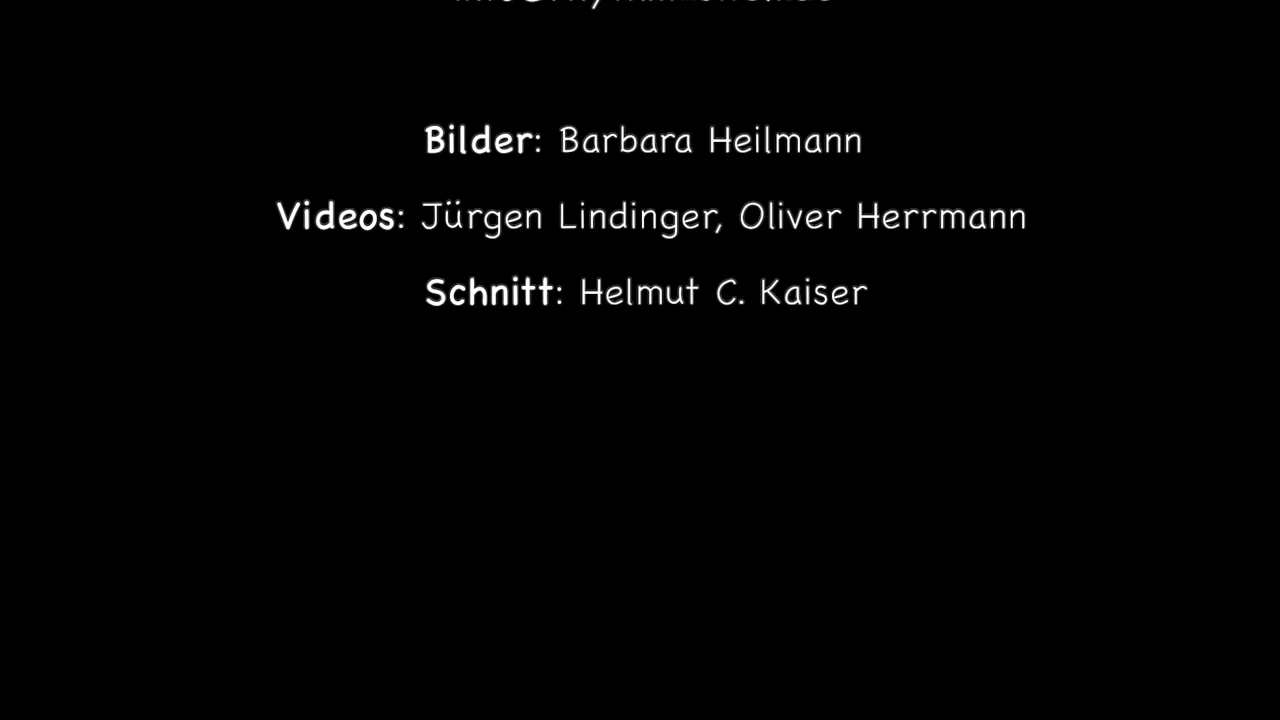 Bilder: Barbara Heilmann
Videos: Jürgen Lindinger, Oliver Herrmann
Schnitt: Helmut C. Kaiser